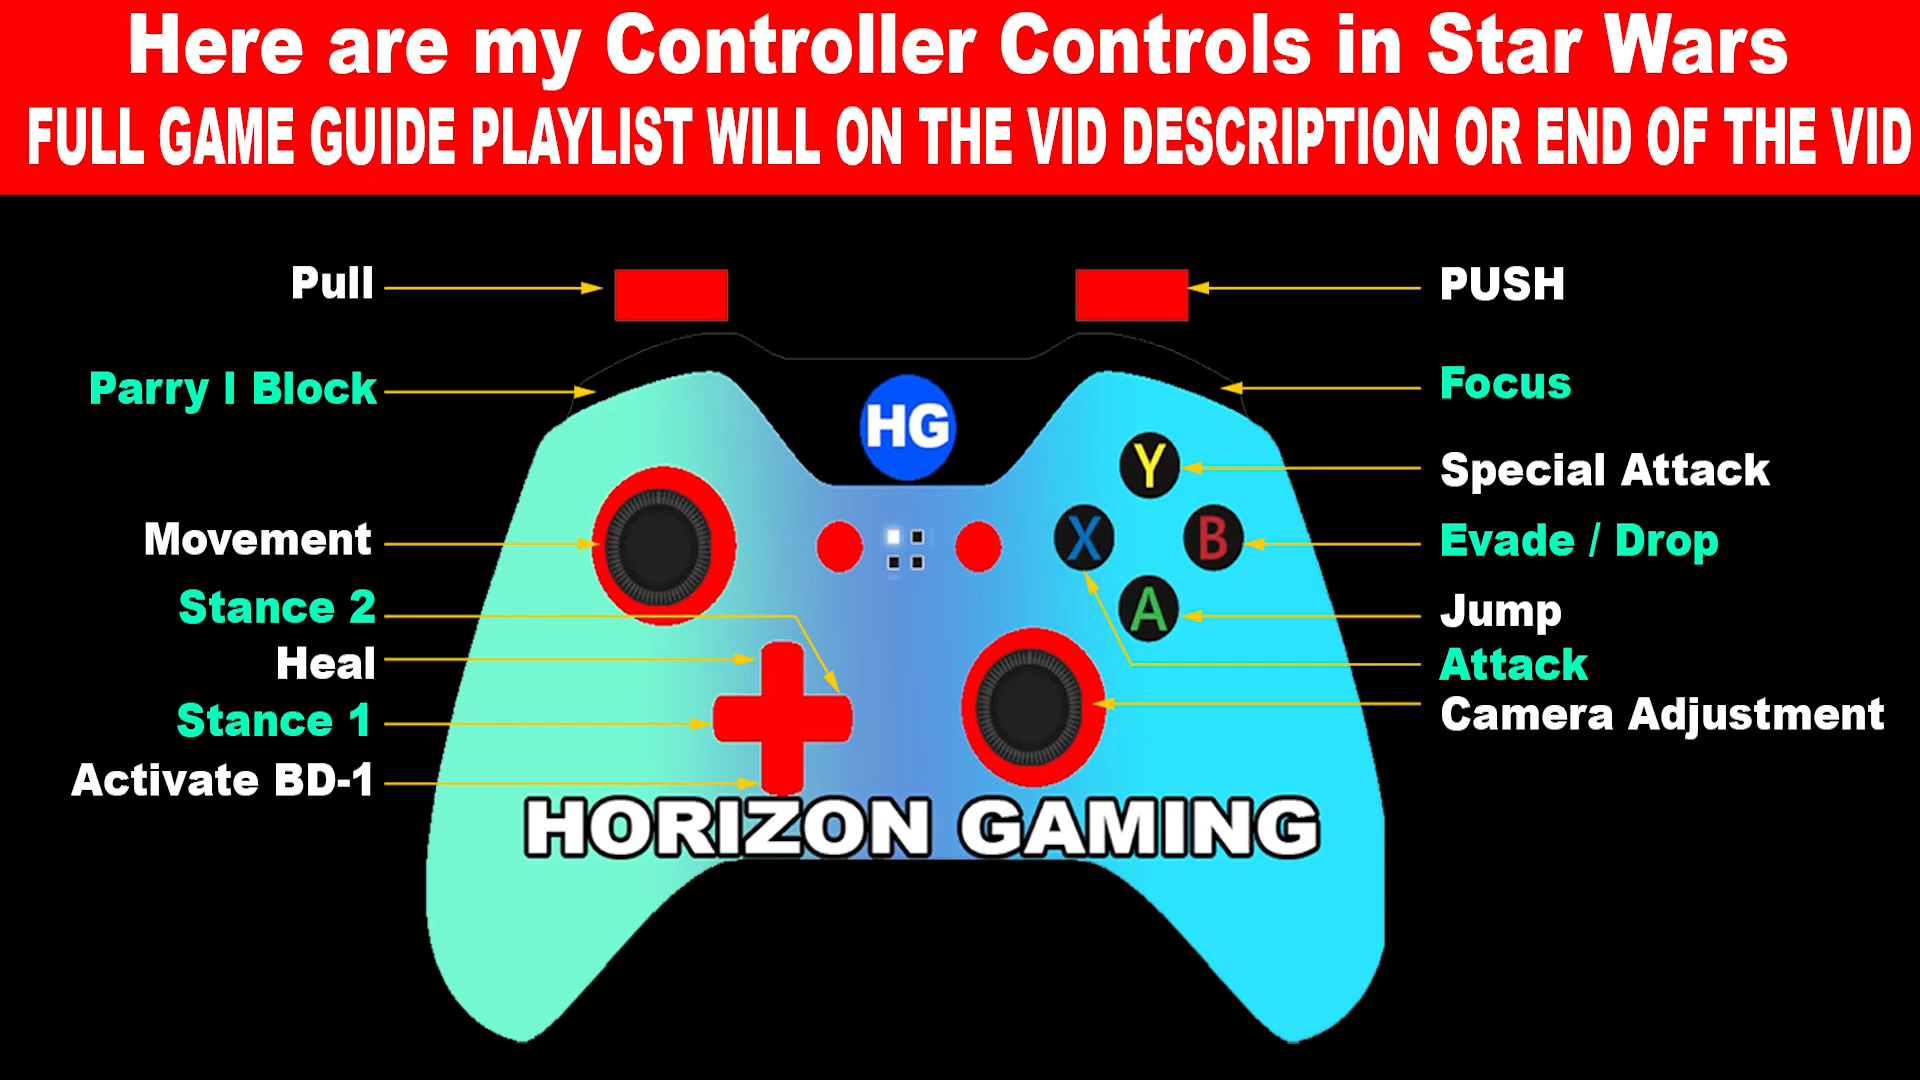 Here are my Controller Controls in Star Wars
FULL GAME GUIDE PLAYLIST WILL ON THE VID DESCRIPTION OR END OF THE VID
Pull
PUSH
Parry I Block
Focus
HG
Y
Special Attack
Movement
X
B
Evade / Drop
Stance 2
A
Jump
Heal
Attack
Stance 1
Camera Adjustment
Activate BD-1
HORIZON GAMING